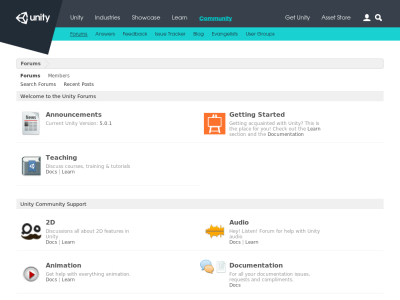 unity
Unity Industries Showcase Learn Community Get Unity Asset Store
Forums Answers Feedback Issue Tracker Blog Evangelists User Groups
Forums
Forums Members
Search Forums Recent Posts
Welcome to the Unity Forums
News
Announcements
Current Unity Version: 5.0.1
Getting Started
Getting acquainted with Unity? This is
the place for you! Check out the Learn
section and the Documentation
Teaching
Discuss courses, training & tutorials
Docs | Learn
Unity Community Support
2D
Discussions all about 2D features in
Unity
Docs | Learn
Audio
Hey! Listen! Forum for help with Unity
audio.
Docs | Learn
Animation
Get help with everything animation.
Docs | Learn
Documentation
For all your documentation issues,
requests and compliments.
Docs